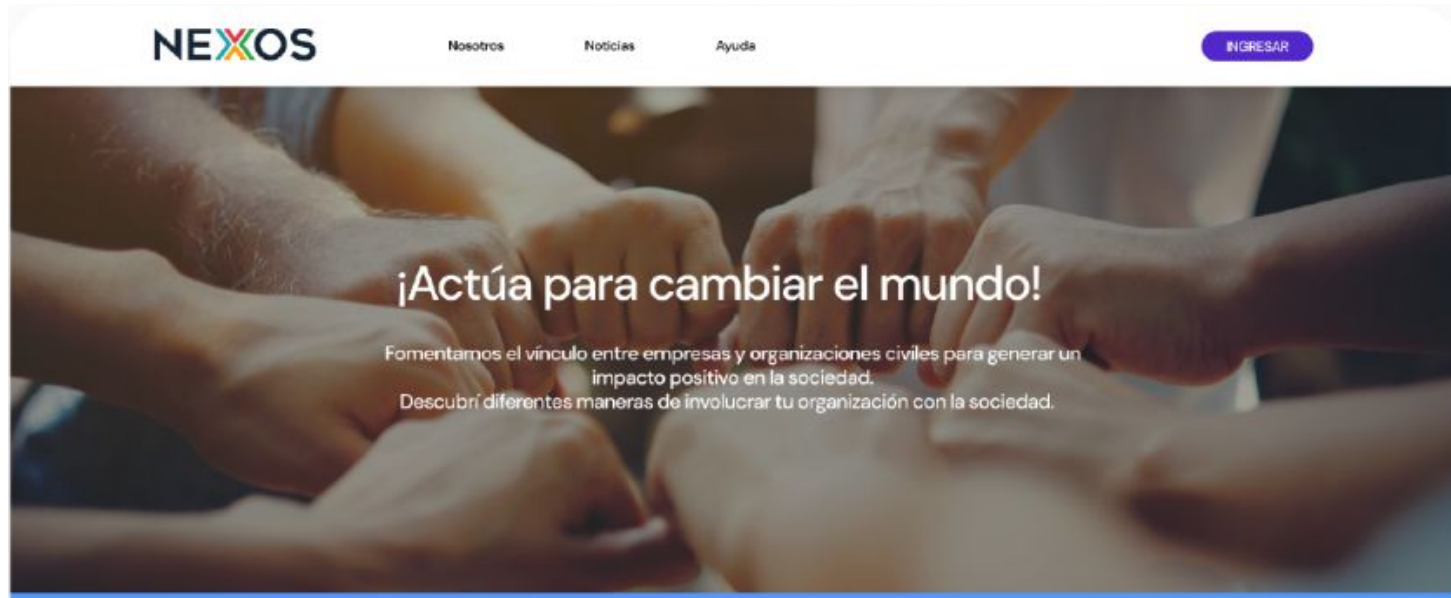 NEXOS
Nosotros
Noticias
Ayuda
INGRESAR
¡Actúa para cambiar el mundo!
Fomentamos el vínculo entre empresas y organizaciones civiles para generar un
impacto positivo en la sociedad.
Descubrí diferentes maneras de involucrar tu organización con la sociedad.